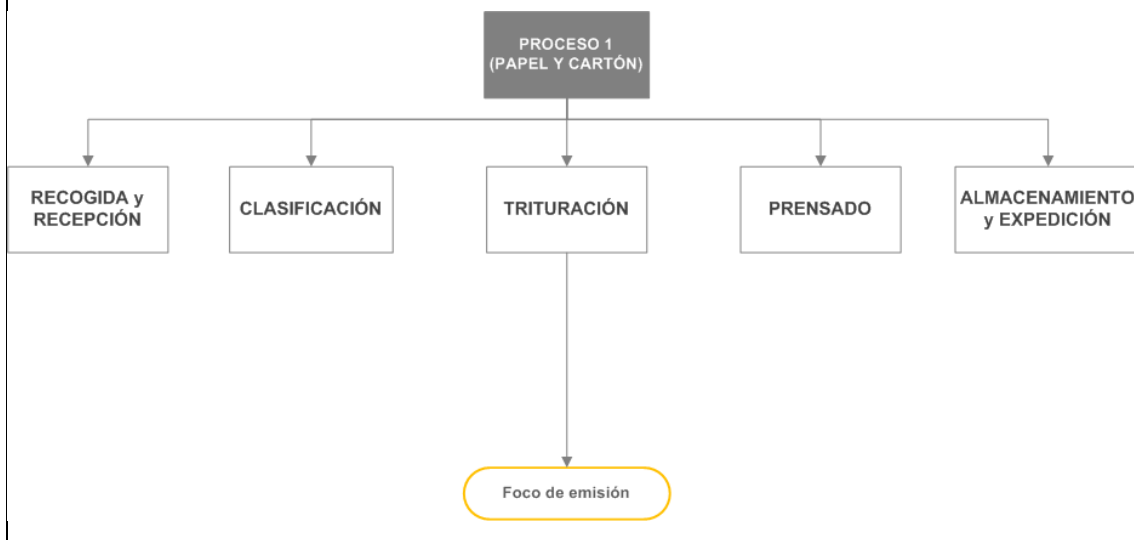 PROCESO 1
(PAPEL Y CARTÓN)
RECOGIDA y
RECEPCIÓN
CLASIFICACIÓN
TRITURACIÓN
PRENSADO
ALMACENAMIENTO
y EXPEDICIÓN
Foco de emisión